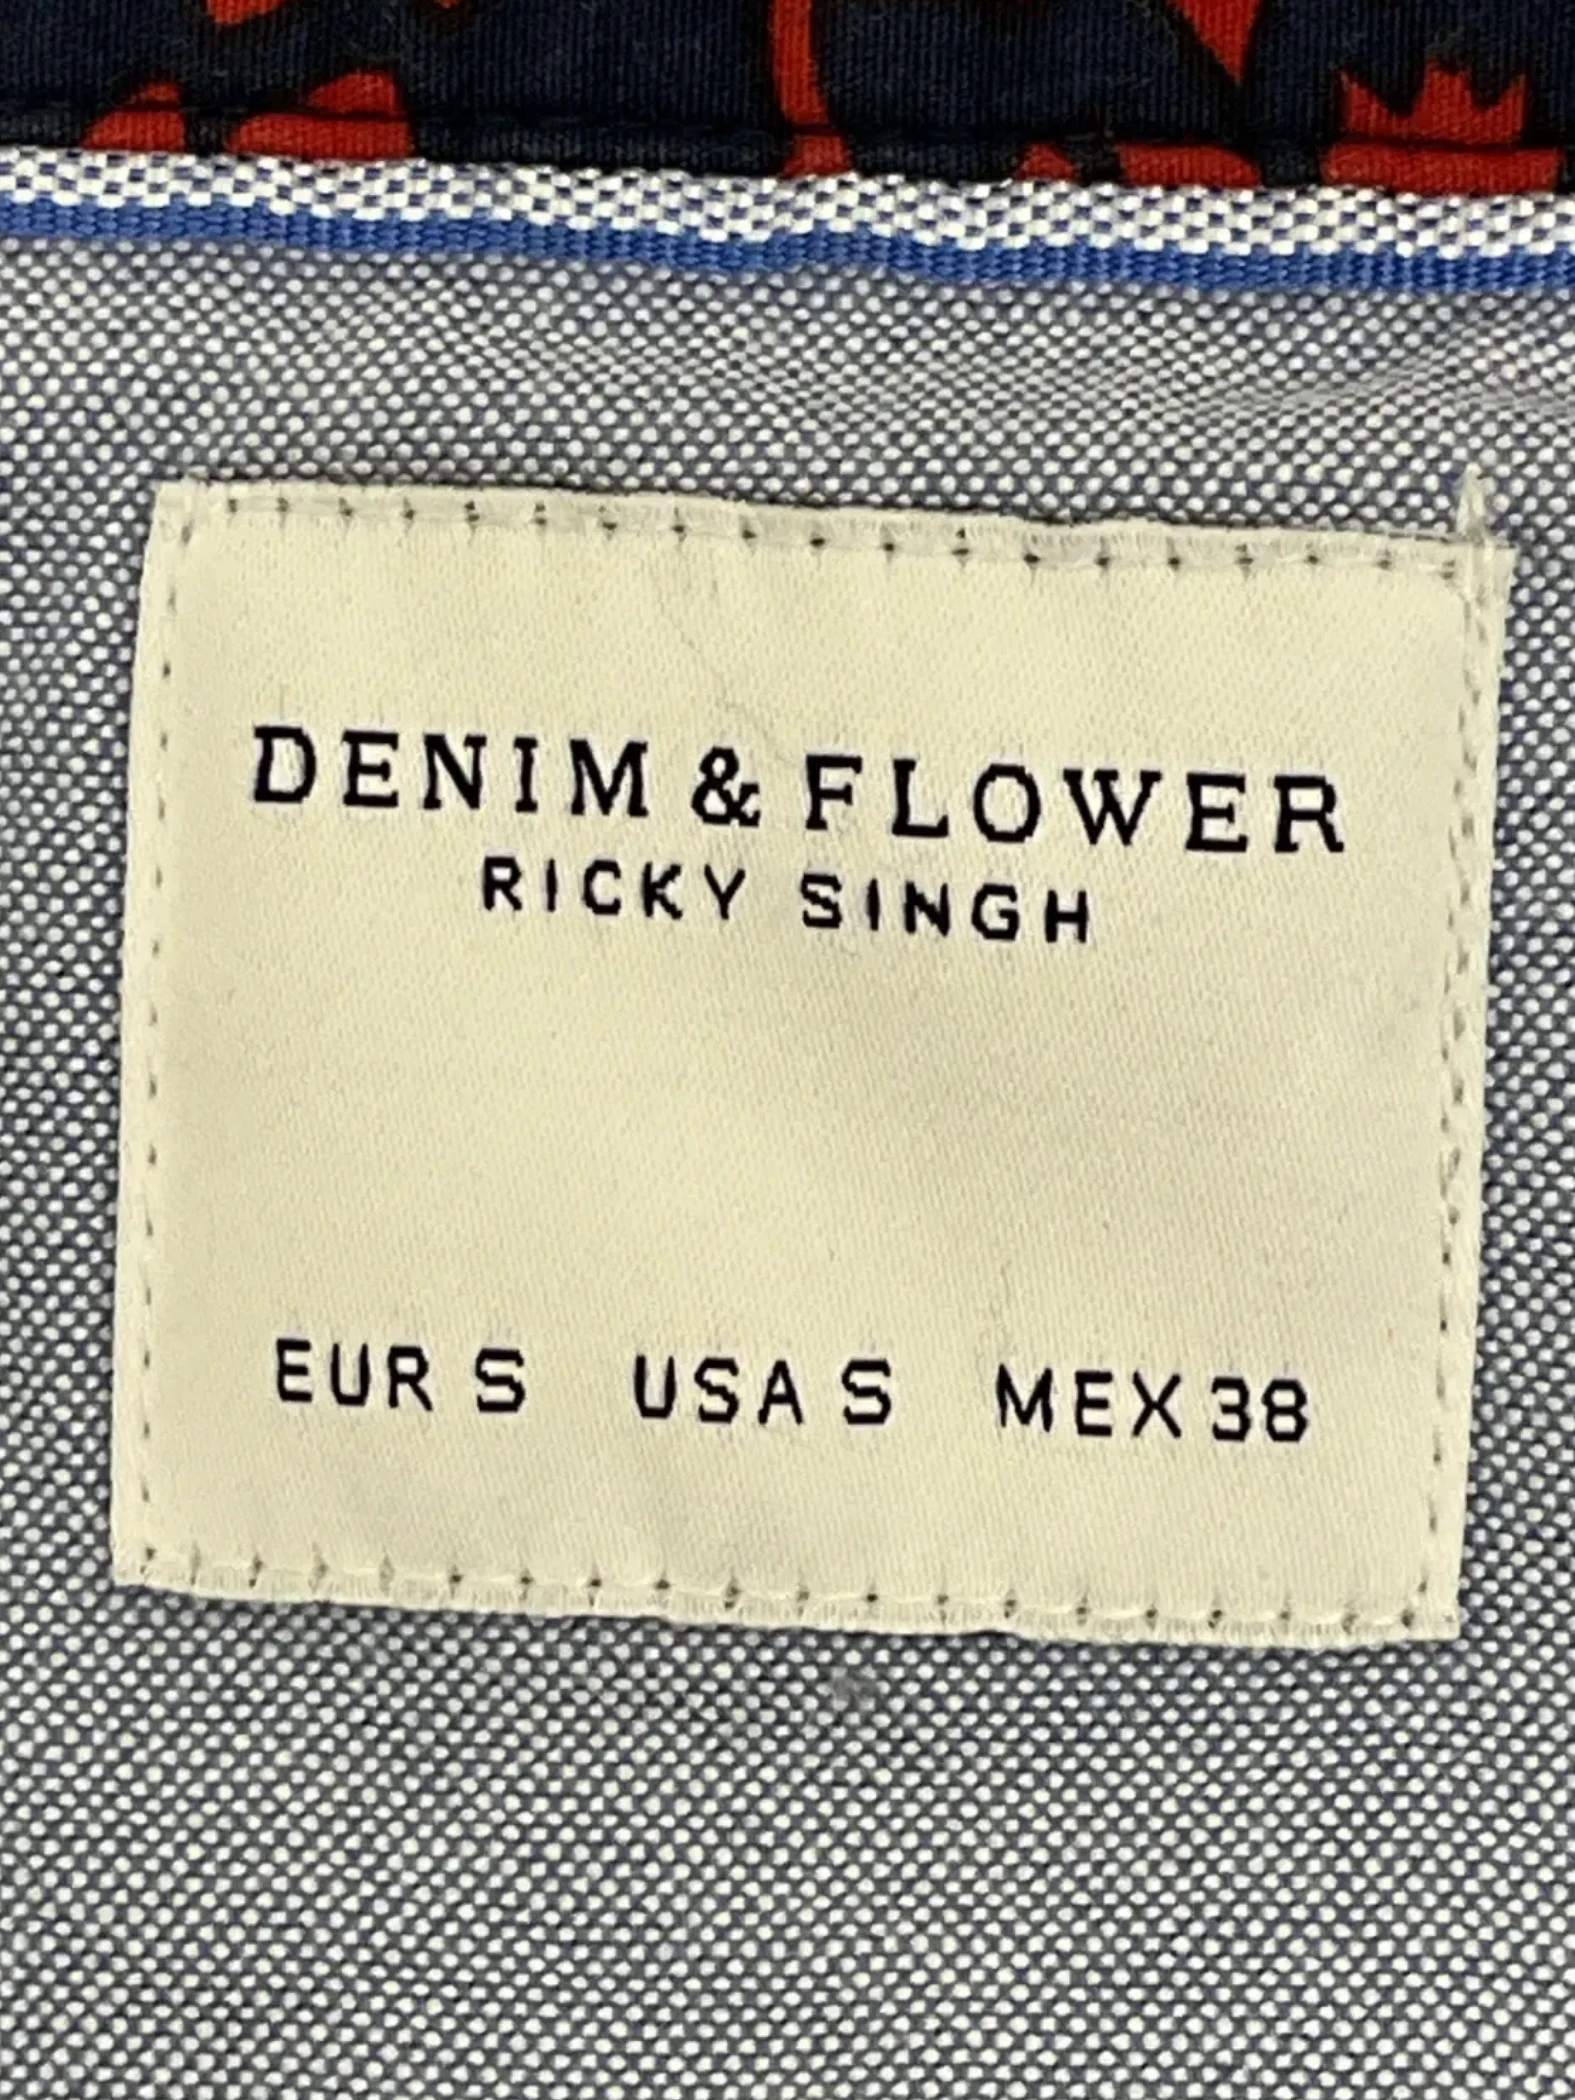 DENIM & FLOWER
RICKY SINGH
EUR S USA S MEX 38